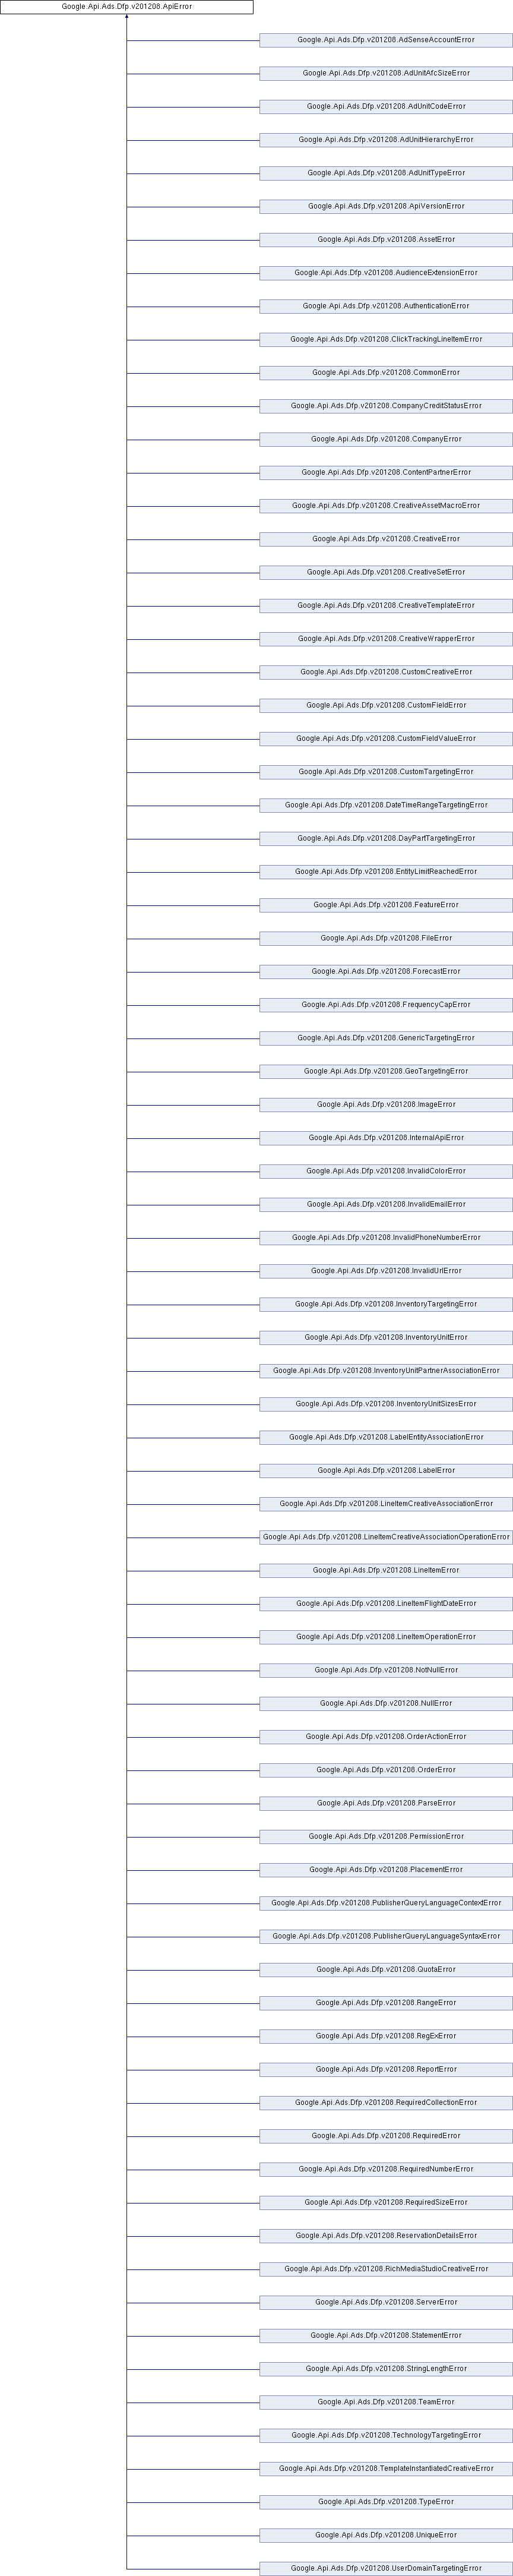 Google.Api.Ads.Dfp.v201208.ApiError
Google.Api.Ads.Dfp.v201208.AdSenseAccountError
Google.Api.Ads.Dfp.v201208.AdUnitAfcSizeError
Google.Api.Ads.Dfp.v201208.AdUnitCodeError
Google.Api.Ads.Dfp.v201208.AdUnitHierarchyError
Google.Api.Ads.Dfp.v201208.AdUnitTypeError
Google.Api.Ads.Dfp.v201208.ApiVersionError
Google.Api.Ads.Dfp.v201208.AssetError
Google.Api.Ads.Dfp.v201208.AudienceExtensionError
Google.Api.Ads.Dfp.v201208.AuthenticationError
Google.Api.Ads.Dfp.v201208.ClickTrackingLineItemError
Google.Api.Ads.Dfp.v201208.CommonError
Google.Api.Ads.Dfp.v201208.CompanyCreditStatusError
Google.Api.Ads.Dfp.v201208.CompanyError
Google.Api.Ads.Dfp.v201208.ContentPartnerError
Google.Api.Ads.Dfp.v201208.CreativeAssetMacroError
Google.Api.Ads.Dfp.v201208.CreativeError
Google.Api.Ads.Dfp.v201208.CreativeSetError
Google.Api.Ads.Dfp.v201208.CreativeTemplateError
Google.Api.Ads.Dfp.v201208.CreativeWrapperError
Google.Api.Ads.Dfp.v201208.CustomCreativeError
Google.Api.Ads.Dfp.v201208.CustomFieldError
Google.Api.Ads.Dfp.v201208.CustomFieldValueError
Google.Api.Ads.Dfp.v201208.CustomTargetingError
Google.Api.Ads.Dfp.v201208.DateTimeRangeTargetingError
Google.Api.Ads.Dfp.v201208.DayPartTargetingError
Google.Api.Ads.Dfp.v201208.EntityLimitReachedError
Google.Api.Ads.Dfp.v201208.FeatureError
Google.Api.Ads.Dfp.v201208.FileError
Google.Api.Ads.Dfp.v201208.ForecastError
Google.Api.Ads.Dfp.v201208.FrequencyCapError
Google.Api.Ads.Dfp.v201208.GenericTargetingError
Google.Api.Ads.Dfp.v201208.GeoTargetingError
Google.Api.Ads.Dfp.v201208.ImageError
Google.Api.Ads.Dfp.v201208.InternalApiError
Google.Api.Ads.Dfp.v201208.InvalidColorError
Google.Api.Ads.Dfp.v201208.InvalidEmailError
Google.Api.Ads.Dfp.v201208.InvalidPhoneNumberError
Google.Api.Ads.Dfp.v201208.InvalidUrlError
Google.Api.Ads.Dfp.v201208.InventoryTargetingError
Google.Api.Ads.Dfp.v201208.InventoryUnitError
Google.Api.Ads.Dfp.v201208.InventoryUnitPartnerAssociationError
Google.Api.Ads.Dfp.v201208.InventoryUnitSizesError
Google.Api.Ads.Dfp.v201208.LabelEntityAssociationError
Google.Api.Ads.Dfp.v201208.LabelError
Google.Api.Ads.Dfp.v201208.LineItemCreativeAssociationError
Google.Api.Ads.Dfp.v201208.LineItemCreativeAssociationOperationError
Google.Api.Ads.Dfp.v201208.LineItemError
Google.Api.Ads.Dfp.v201208.LineItemFlightDateError
Google.Api.Ads.Dfp.v201208.LineItemOperationError
Google.Api.Ads.Dfp.v201208.NotNullError
Google.Api.Ads.Dfp.v201208.NullError
Google.Api.Ads.Dfp.v201208.OrderActionError
Google.Api.Ads.Dfp.v201208.OrderError
Google.Api.Ads.Dfp.v201208.ParseError
Google.Api.Ads.Dfp.v201208.PermissionError
Google.Api.Ads.Dfp.v201208.PlacementError
Google.Api.Ads.Dfp.v201208.PublisherQueryLanguageContextError
Google.Api.Ads.Dfp.v201208.PublisherQueryLanguageSyntaxError
Google.Api.Ads.Dfp.v201208.QuotaError
Google.Api.Ads.Dfp.v201208.RangeError
Google.Api.Ads.Dfp.v201208.RegExError
Google.Api.Ads.Dfp.v201208.ReportError
Google.Api.Ads.Dfp.v201208.RequiredCollectionError
Google.Api.Ads.Dfp.v201208.RequiredError
Google.Api.Ads.Dfp.v201208.RequiredNumberError
Google.Api.Ads.Dfp.v201208.RequiredSizeError
Google.Api.Ads.Dfp.v201208.ReservationDetailsError
Google.Api.Ads.Dfp.v201208.RichMediaStudioCreativeError
Google.Api.Ads.Dfp.v201208.ServerError
Google.Api.Ads.Dfp.v201208.StatementError
Google.Api.Ads.Dfp.v201208.StringLengthError
Google.Api.Ads.Dfp.v201208.TeamError
Google.Api.Ads.Dfp.v201208.TechnologyTargetingError
Google.Api.Ads.Dfp.v201208.TemplateInstantiatedCreativeError
Google.Api.Ads.Dfp.v201208.TypeError
Google.Api.Ads.Dfp.v201208.UniqueError
Google.Api.Ads.Dfp.v201208.UserDomainTargetingError